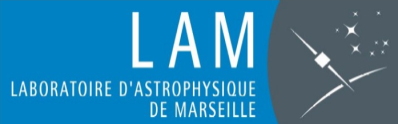 LAM
LABORATOIRE D'ASTROPHYSIQUE
DE MARSEILLE